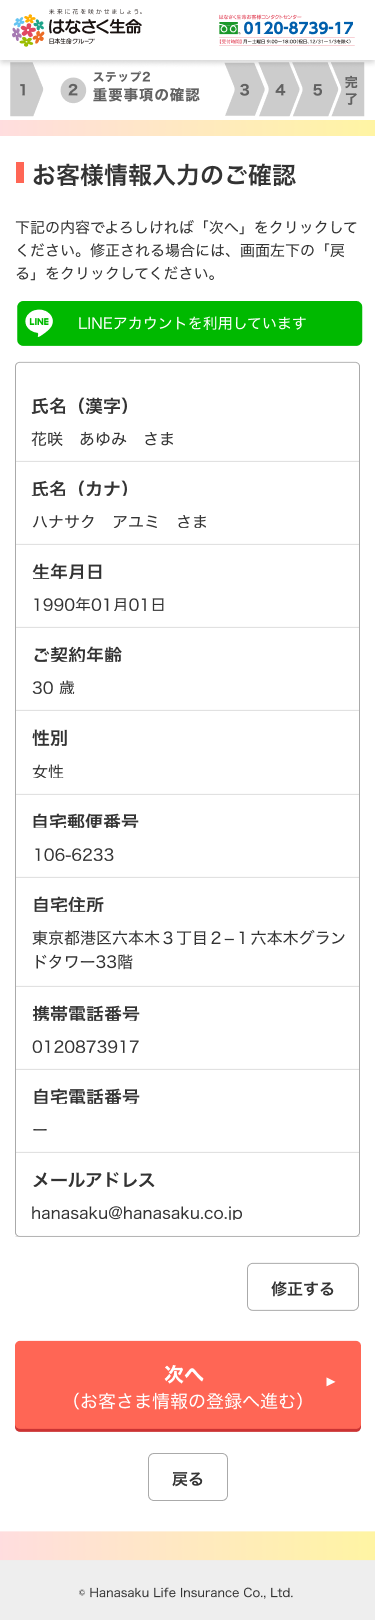 未来に花を咲かせましょう。
はなさく生命
日本生命グループ
はなさく生命お客様コンタクトセンター
0120-8739-17
1
2
ステップ2
重要事項の確認
3
4
5
完了
お客様情報入力のご確認
下記の内容でよろしければ「次へ」をクリックして
ください。修正される場合には、画面左下の「戻
る」をクリックしてください。
LINE
LINEアカウントを利用しています
氏名（漢字）
花咲　あゆみ　さま
氏名（カナ）
ハナサク　アユミ　さま
生年月日
1990年01月01日
ご契約年齢
30 歳
性別
女性
自宅郵便番号
106-6233
自宅住所
東京都港区六本木３丁目２−１六本木グラン
ドタワー33階
携帯電話番号
0120873917
自宅電話番号
ー
メールアドレス
hanasaku@hanasaku.co.jp
修正する
次へ
（お客さま情報の登録へ進む）
戻る
© Hanasaku Life Insurance Co., Ltd.